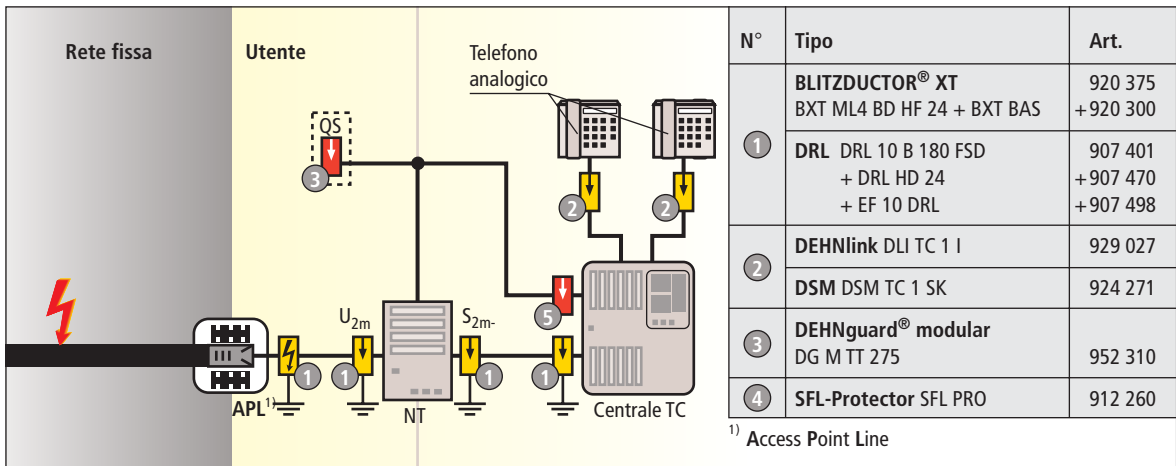 Rete fissa
Utente
Telefono
analogico
QS
3
2
2
5
U2m
S2m-
1
1
1
1
APL1)
NT
Centrale TC
N° Tipo Art.
1
BLITZDUCTOR® XT 920 375
BXT ML4 BD HF 24 + BXT BAS +920 300
DRL DRL 10 B 180 FSD 907 401
+ DRL HD 24 +907 470
+ EF 10 DRL +907 498
2
DEHNlink DLI TC 1 I 929 027
DSM DSM TC 1 SK 924 271
3
DEHNguard® modular
DG M TT 275 952 310
4 SFL-Protector SFL PRO 912 260
1) Access Point Line